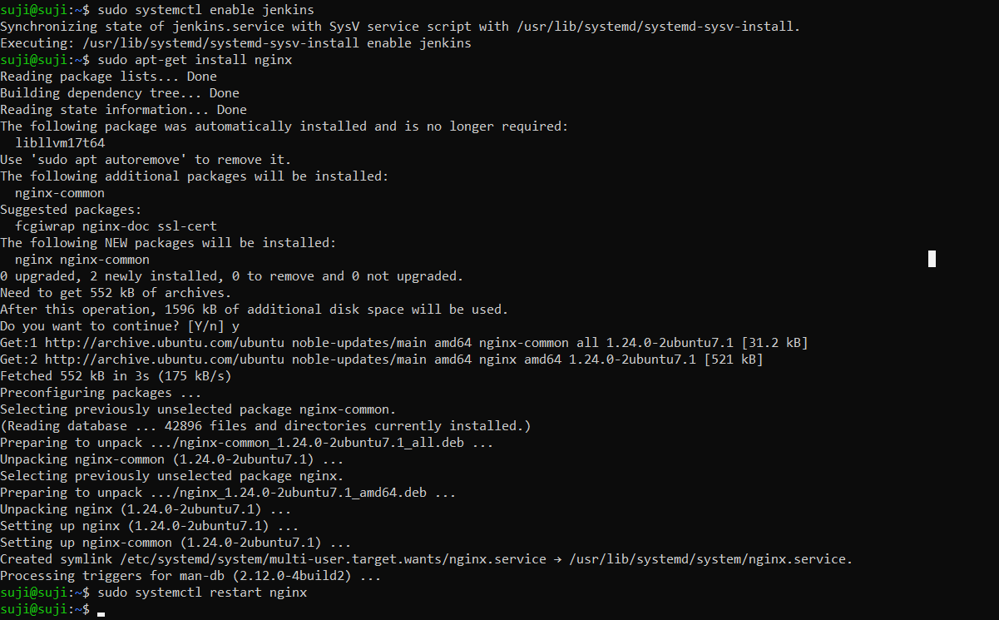 suji@suji:~$ sudo systemctl enable jenkins
Synchronizing state of jenkins.service with SysV service script with /usr/lib/systemd/systemd-sysv-install.
Executing: /usr/lib/systemd/systemd-sysv-install enable jenkins
suji@suji:~$ sudo apt-get install nginx
Reading package lists... Done
Building dependency tree... Done
Reading state information... Done
The following package was automatically installed and is no longer required:
  libllvm17t64
Use 'sudo apt autoremove' to remove it.
The following additional packages will be installed:
  nginx-common
Suggested packages:
  fcgiwrap nginx-doc ssl-cert
The following NEW packages will be installed:
  nginx nginx-common
0 upgraded, 2 newly installed, 0 to remove and 0 not upgraded.
Need to get 552 kB of archives.
After this operation, 1596 kB of additional disk space will be used.
Do you want to continue? [Y/n] y
Get:1 http://archive.ubuntu.com/ubuntu noble-updates/main amd64 nginx-common all 1.24.0-2ubuntu7.1 [31.2 kB]
Get:2 http://archive.ubuntu.com/ubuntu noble-updates/main amd64 nginx amd64 1.24.0-2ubuntu7.1 [521 kB]
Fetched 552 kB in 3s (175 kB/s)
Preconfiguring packages ...
Selecting previously unselected package nginx-common.
(Reading database ... 42896 files and directories currently installed.)
Preparing to unpack .../nginx-common_1.24.0-2ubuntu7.1_all.deb ...
Unpacking nginx-common (1.24.0-2ubuntu7.1) ...
Selecting previously unselected package nginx.
Preparing to unpack .../nginx_1.24.0-2ubuntu7.1_amd64.deb ...
Unpacking nginx (1.24.0-2ubuntu7.1) ...
Setting up nginx (1.24.0-2ubuntu7.1) ...
Setting up nginx-common (1.24.0-2ubuntu7.1) ...
Created symlink /etc/systemd/system/multi-user.target.wants/nginx.service → /usr/lib/systemd/system/nginx.service.
Processing triggers for man-db (2.12.0-4build2) ...
suji@suji:~$ sudo systemctl restart nginx
suji@suji:~$